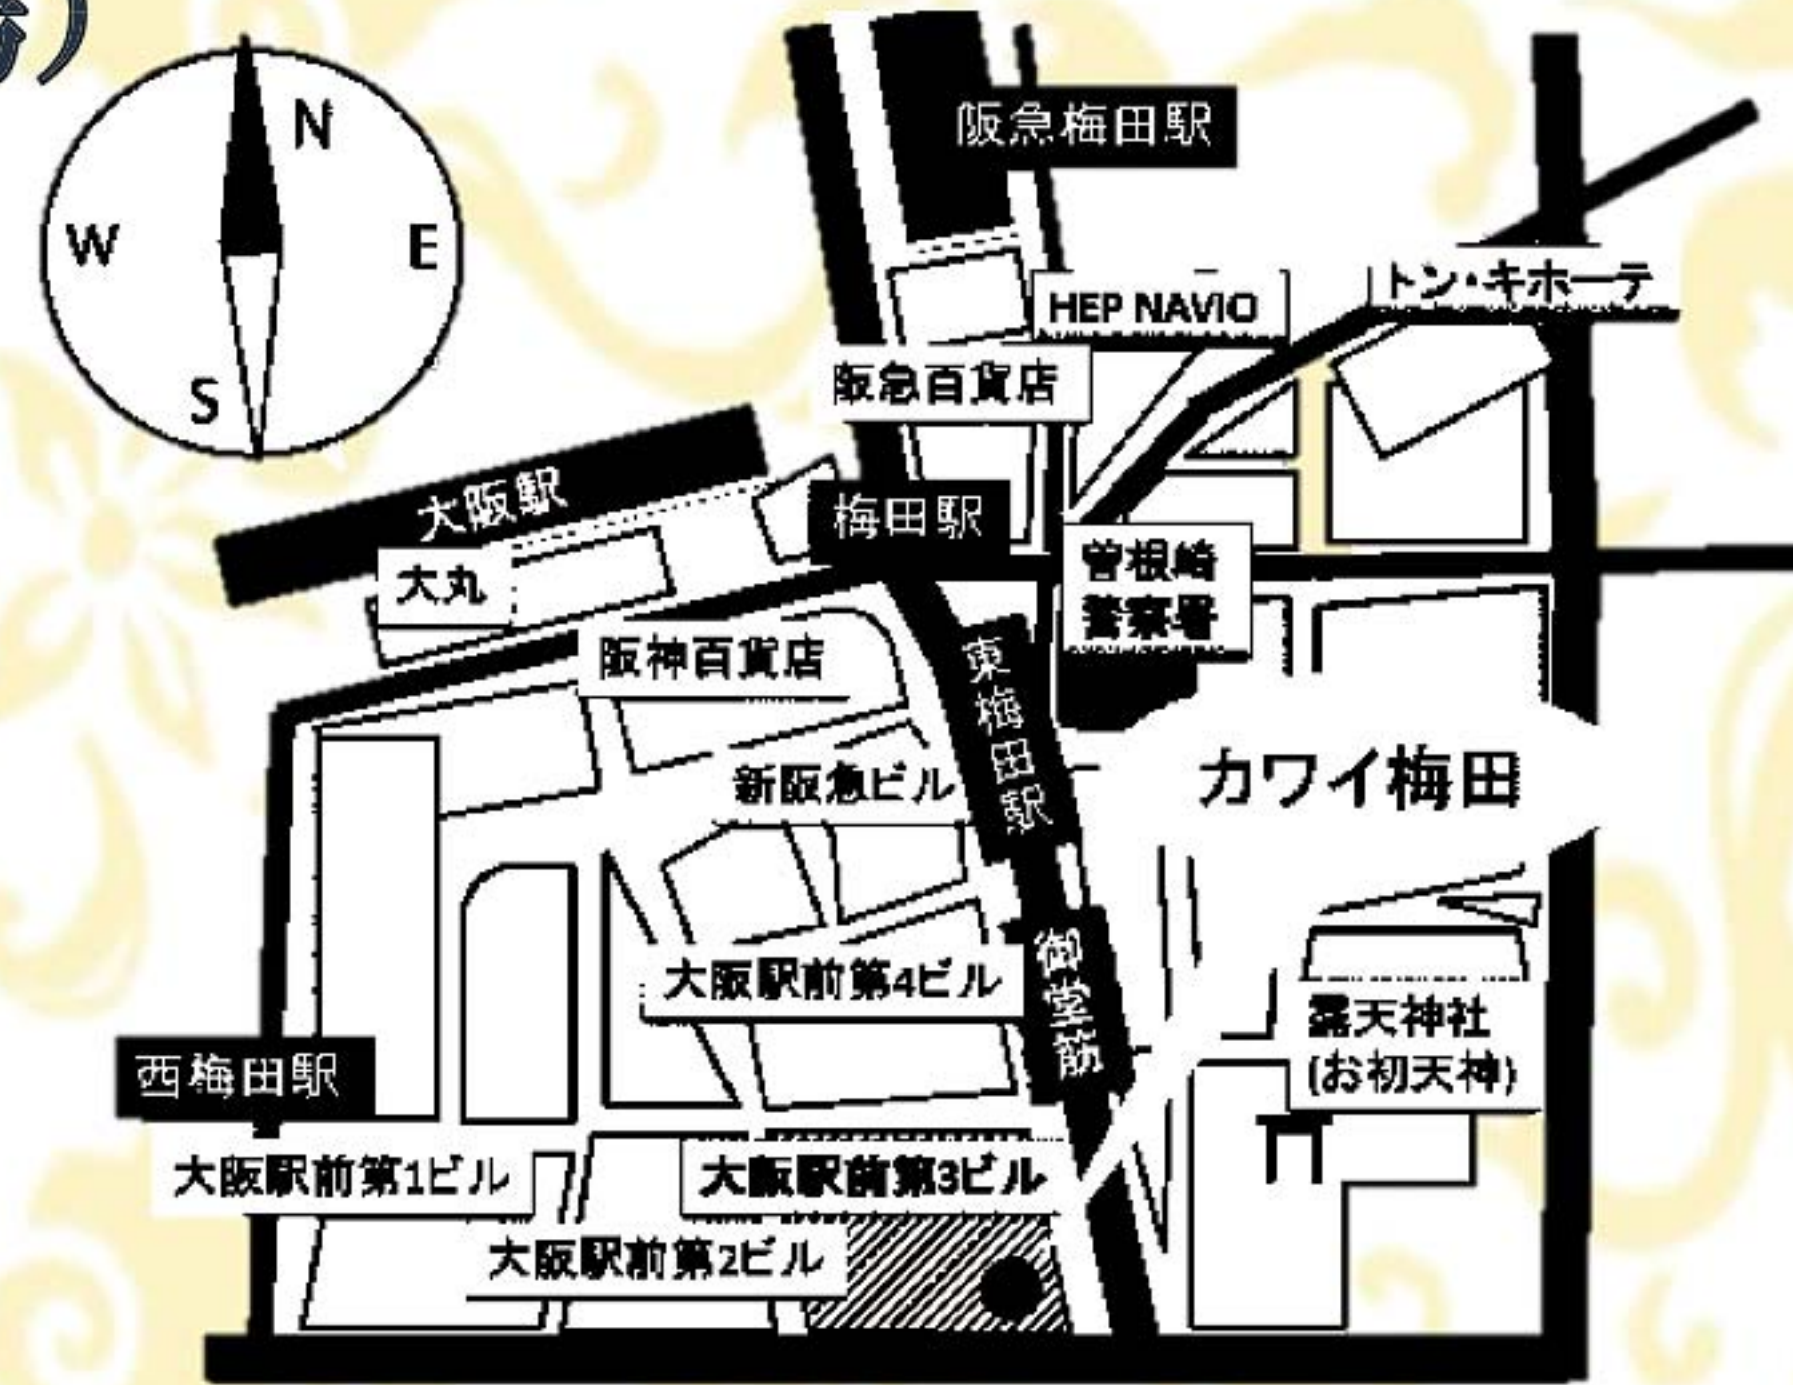 N
W
E
S
阪急梅田駅
HEP NAVIO
トン・キホーテ
阪急百貨店
大阪駅
梅田駅
大丸
曽根崎
警察署
阪神百貨店
東梅田駅
新阪急ビル
カワイ梅田
大阪駅前第4ビル
御堂筋
露天神社
(お初天神)
西梅田駅
大阪駅前第1ビル
大阪駅前第3ビル
大阪駅前第2ビル